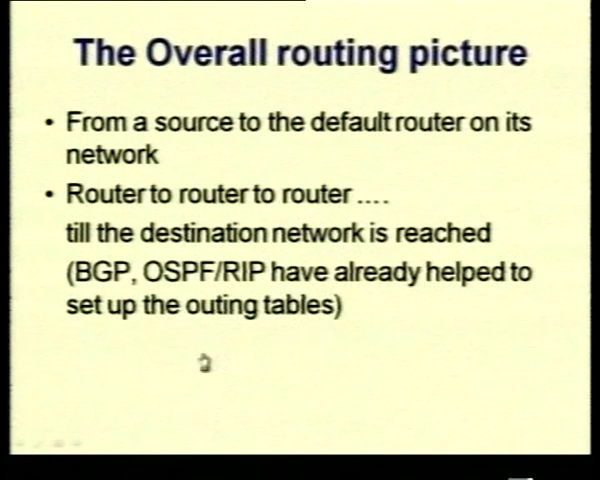 The Overall routing picture
• From a source to the default router on its
network
• Router to router to router ....
till the destination network is reached
(BGP, OSPF/RIP have already helped to
set up the outing tables)